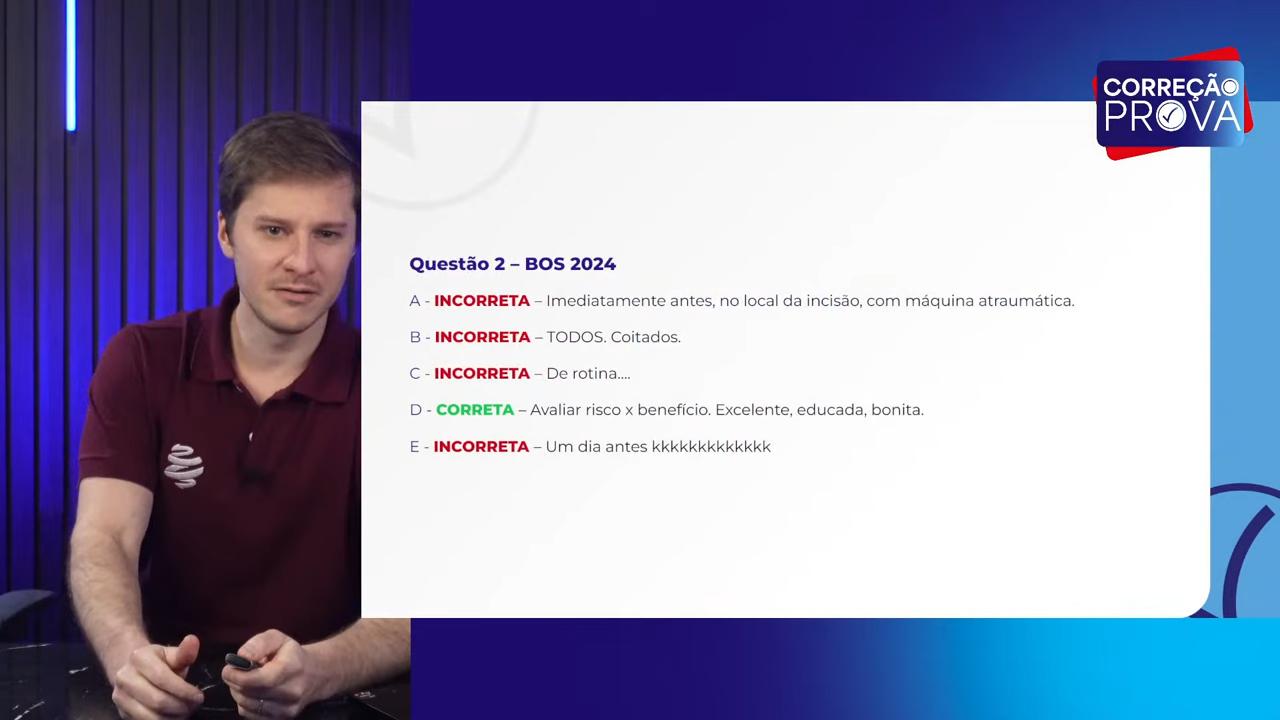 CORREÇÃO
PROVA
Questão 2 – BOS 2024
A - INCORRETA – Imediatamente antes, no local da incisão, com máquina atraumática.
B - INCORRETA – TODOS. Coitados.
C - INCORRETA – De rotina....
D - CORRETA – Avaliar risco x benefício. Excelente, educada, bonita.
E - INCORRETA – Um dia antes kkkkkkkkkkkkk